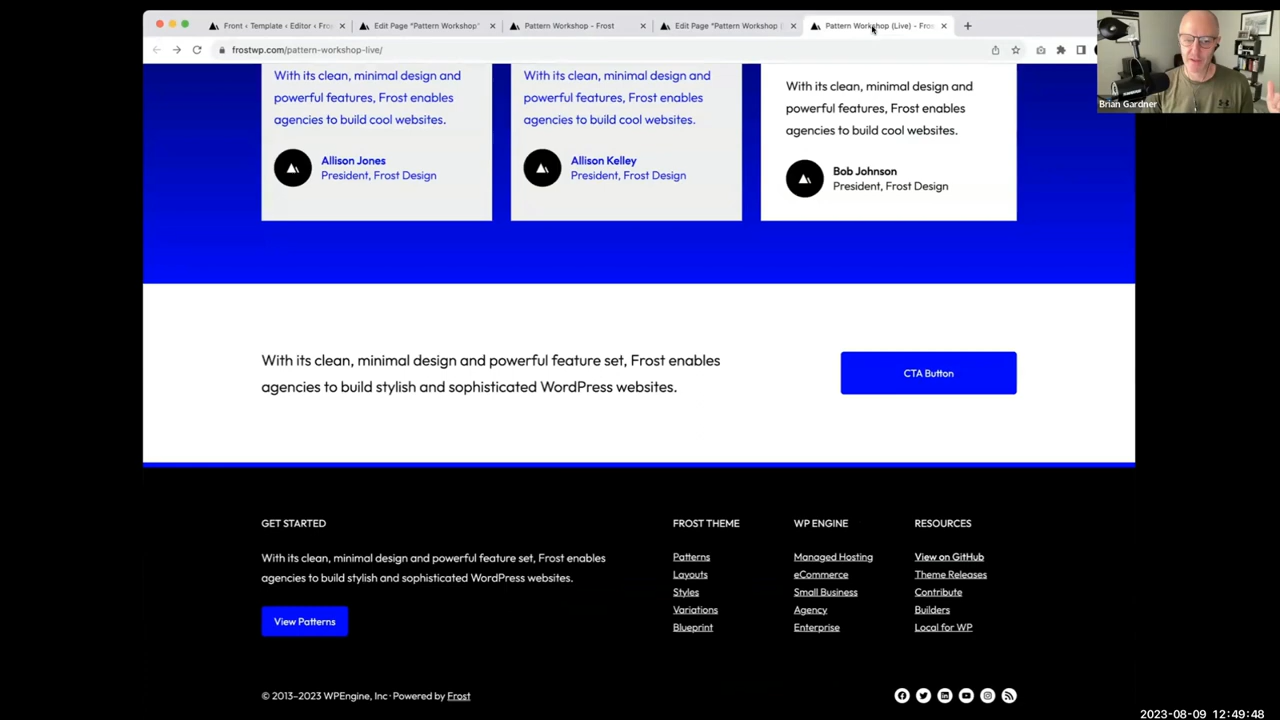 Front ‹ Template ‹ Editor ‹ Fro
Edit Page "Pattern Workshop"
Pattern Workshop - Frost
Edit Page "Pattern Workshop (
Pattern Workshop (Live) - Fros
frostwp.com/pattern-workshop-live/
Brian Gardner
With its clean, minimal design and
powerful features, Frost enables
agencies to build cool websites.
Allison Jones
President, Frost Design
With its clean, minimal design and
powerful features, Frost enables
agencies to build cool websites.
Allison Kelley
President, Frost Design
With its clean, minimal design and
powerful features, Frost enables
agencies to build cool websites.
Bob Johnson
President, Frost Design
With its clean, minimal design and powerful feature set, Frost enables
agencies to build stylish and sophisticated WordPress websites.
CTA Button
GET STARTED
With its clean, minimal design and powerful feature set, Frost enables
agencies to build stylish and sophisticated WordPress websites.
View Patterns
FROST THEME
Patterns
Layouts
Styles
Variations
Blueprint
WP ENGINE
Managed Hosting
eCommerce
Small Business
Agency
Enterprise
RESOURCES
View on GitHub
Theme Releases
Contribute
Builders
Local for WP
© 2013–2023 WPEngine, Inc · Powered by Frost
2023-08-09 12:49:48